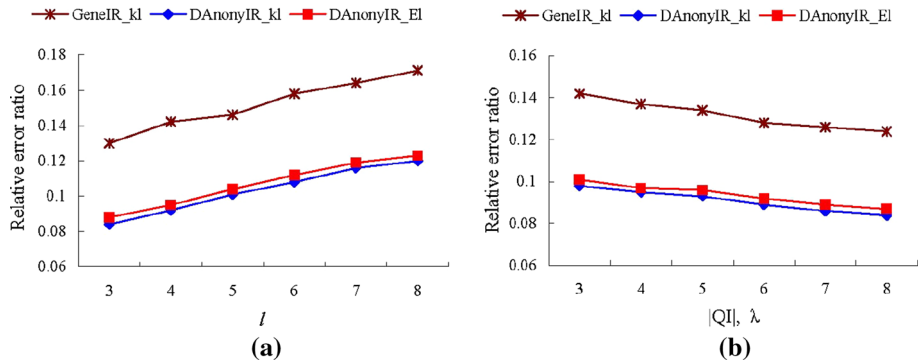 GeneIR_kl DAnonyIR_kl DAnonyIR_El
Relative error ratio
0.18
0.16
0.14
0.12
0.1
0.08
0.06
3 4 5 6 7 8
l
(a)
GeneIR_kl DAnonyIR_kl DAnonyIR_El
Relative error ratio
0.16
0.14
0.12
0.1
0.08
0.06
3 4 5 6 7 8
|QI|, λ
(b)